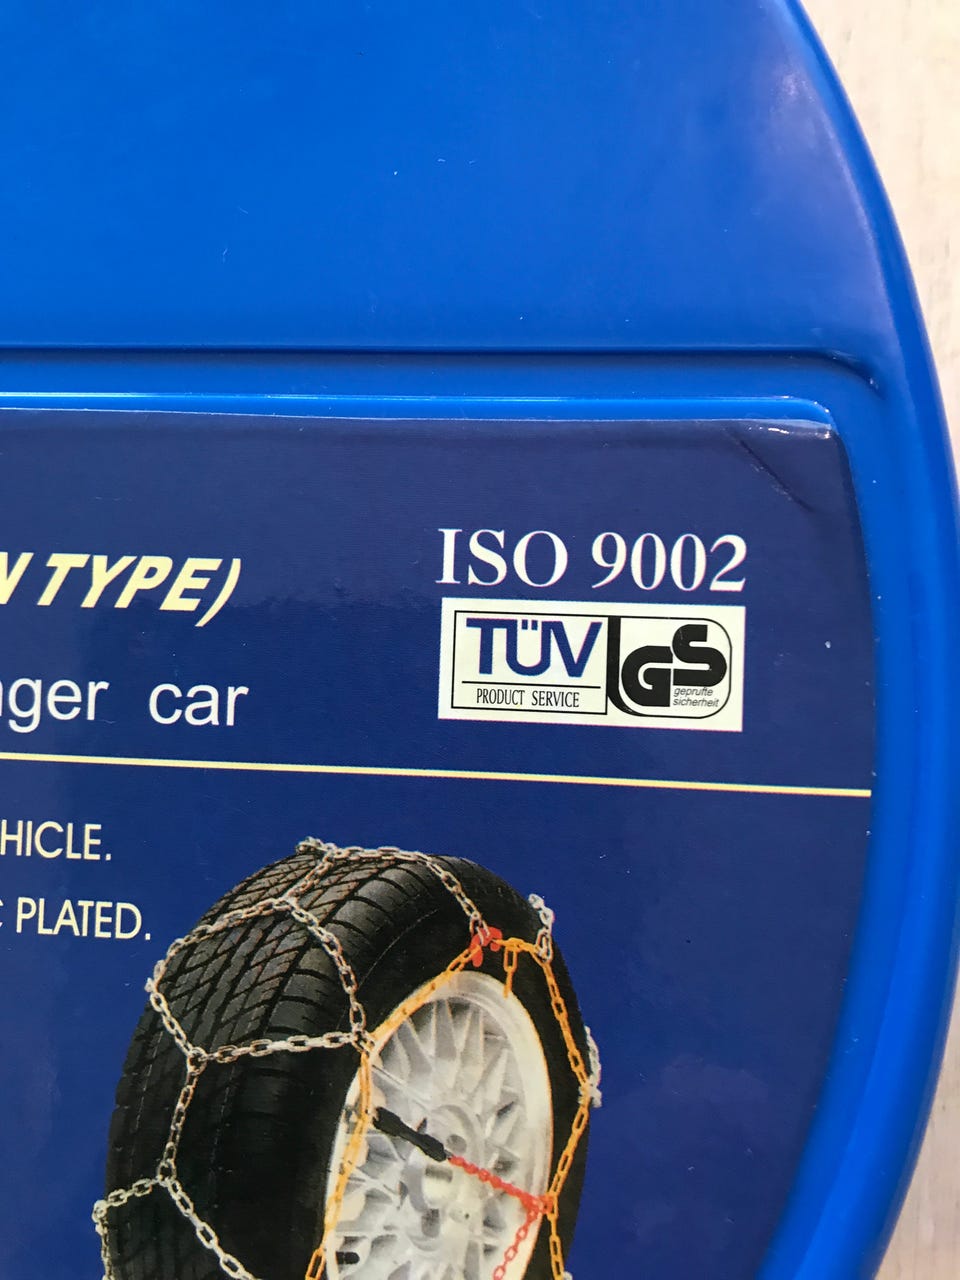 ISO 9002
N TYPE)
TÜV
PRODUCT SERVICE
GS
geprüfte
sicherheit
nger car
HICLE.
C PLATED.